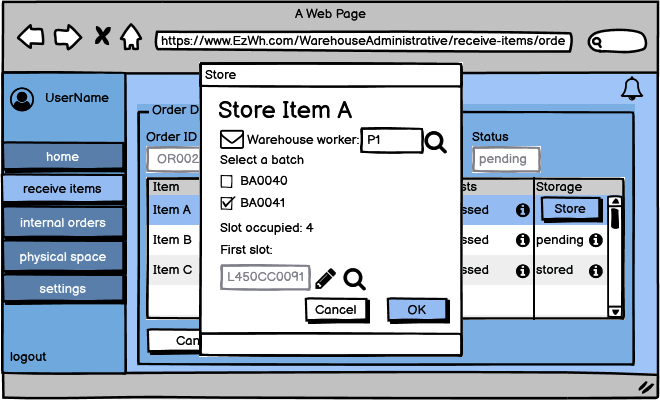 A Web Page
https://www.EzWh.com/WarehouseAdministrative/receive-items/orde
Store
UserName
home
receive items
internal orders
physical space
settings
logout
Order D
Order ID
OR002
Status
pending
Item
sts
Storage
Item A
ssed
Store
Item B
ssed
pending
Item C
ssed
stored
Can
Store Item A
Warehouse worker: P1
Select a batch
BA0040
BA0041
Slot occupied: 4
First slot:
L450CC0091
Cancel
OK